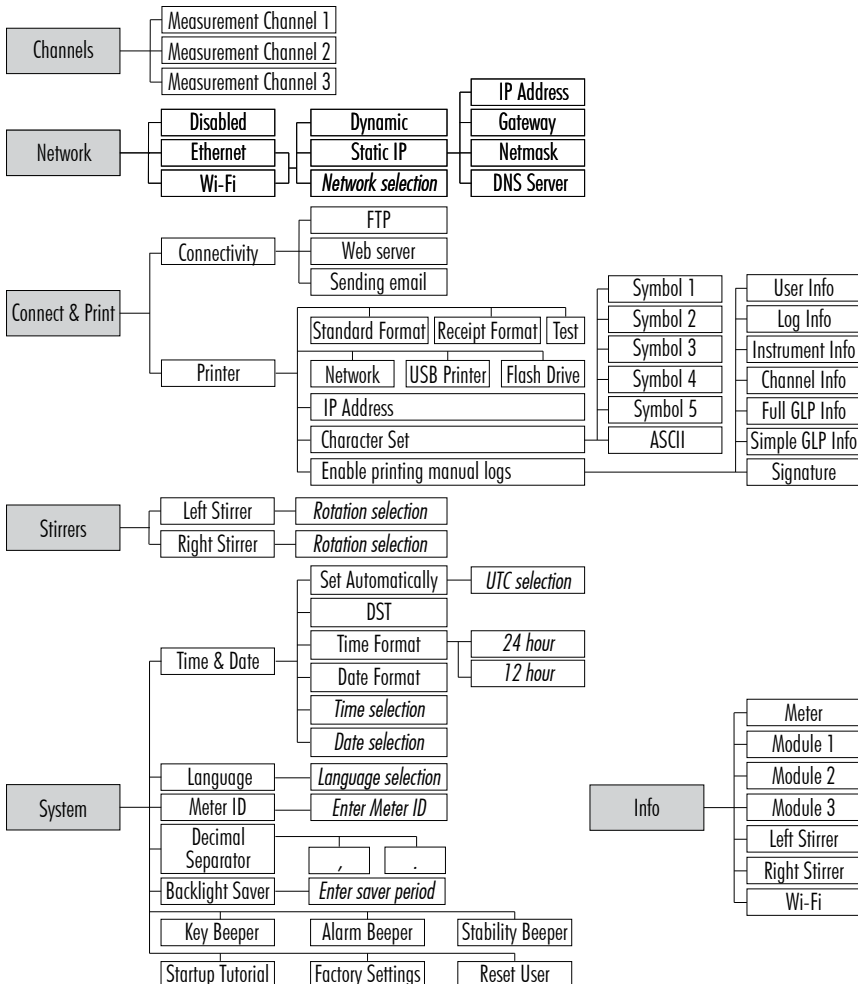 Channels
Measurement Channel 1
Measurement Channel 2
Measurement Channel 3
Network
Disabled
Ethernet
Wi-Fi
Dynamic
Static IP
Network selection
IP Address
Gateway
Netmask
DNS Server
Connect & Print
Connectivity
FTP
Web server
Sending email
Printer
Standard Format
Receipt Format
Test
Network
USB Printer
Flash Drive
IP Address
Character Set
Enable printing manual logs
Symbol 1
Symbol 2
Symbol 3
Symbol 4
Symbol 5
ASCII
User Info
Log Info
Instrument Info
Channel Info
Full GLP Info
Simple GLP Info
Signature
Stirrers
Left Stirrer
Rotation selection
Right Stirrer
Rotation selection
System
Time & Date
Set Automatically
UTC selection
DST
Time Format
24 hour
12 hour
Date Format
Time selection
Date selection
Language
Language selection
Meter ID
Enter Meter ID
Decimal
Separator
,
.
Backlight Saver
Enter saver period
Key Beeper
Alarm Beeper
Stability Beeper
Startup Tutorial
Factory Settings
Reset User
Info
Meter
Module 1
Module 2
Module 3
Left Stirrer
Right Stirrer
Wi-Fi